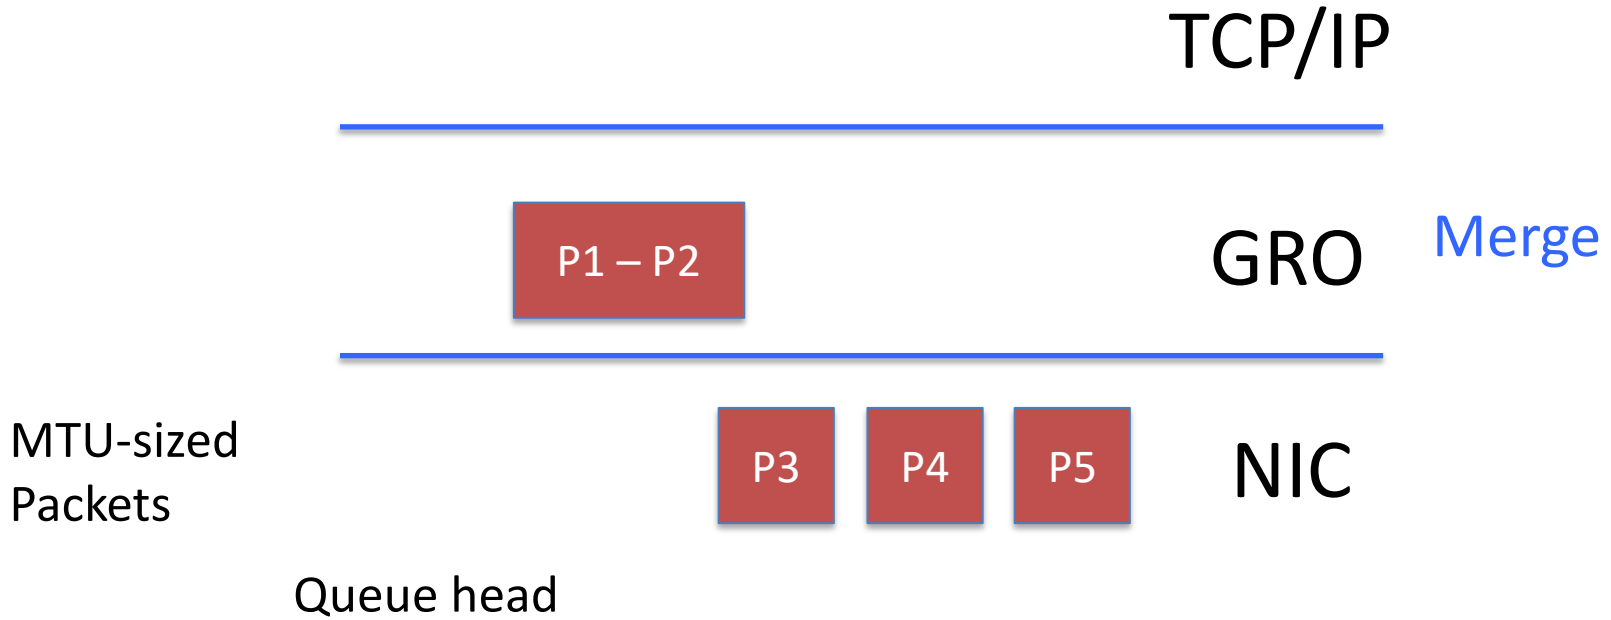 TCP/IP
P1 – P2
GRO
Merge
MTU-sized
Packets
P3
P4
P5
NIC
Queue head